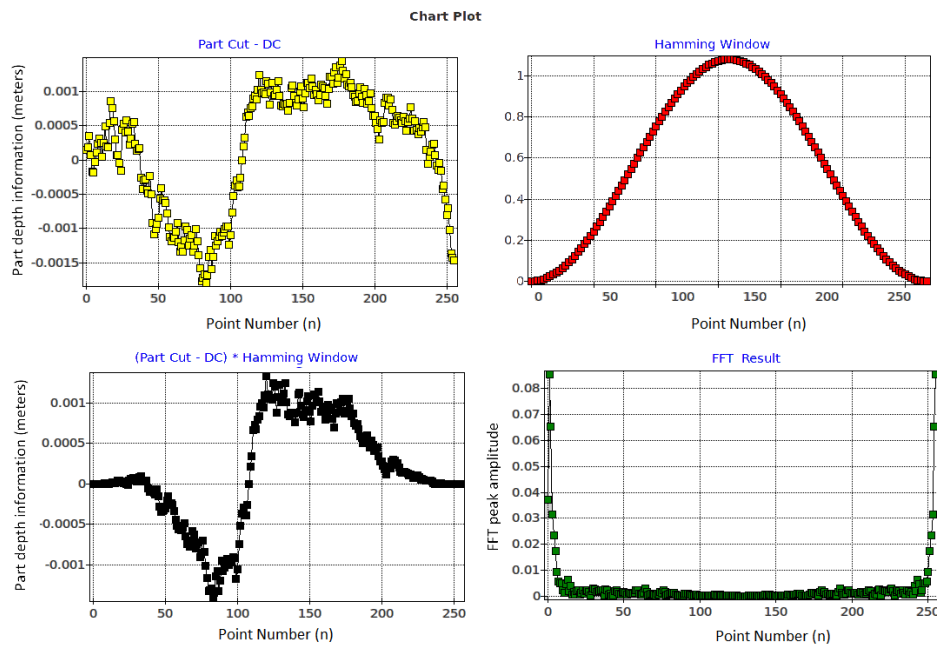 Chart Plot
Part Cut - DC
Part depth information (meters)
0.001
0.0005
0
-0.0005
-0.001
-0.0015
0 50 100 150 200 250
Point Number (n)
Hamming Window
1
0.8
0.6
0.4
0.2
0
0 50 100 150 200 250
Point Number (n)
(Part Cut - DC) * Hamming Window
Part depth information (meters)
0.001
0.0005
0
-0.0005
-0.001
0 50 100 150 200 250
Point Number (n)
FFT Result
FFT peak amplitude
0.08
0.07
0.06
0.05
0.04
0.03
0.02
0.01
0
0 50 100 150 200 250
Point Number (n)